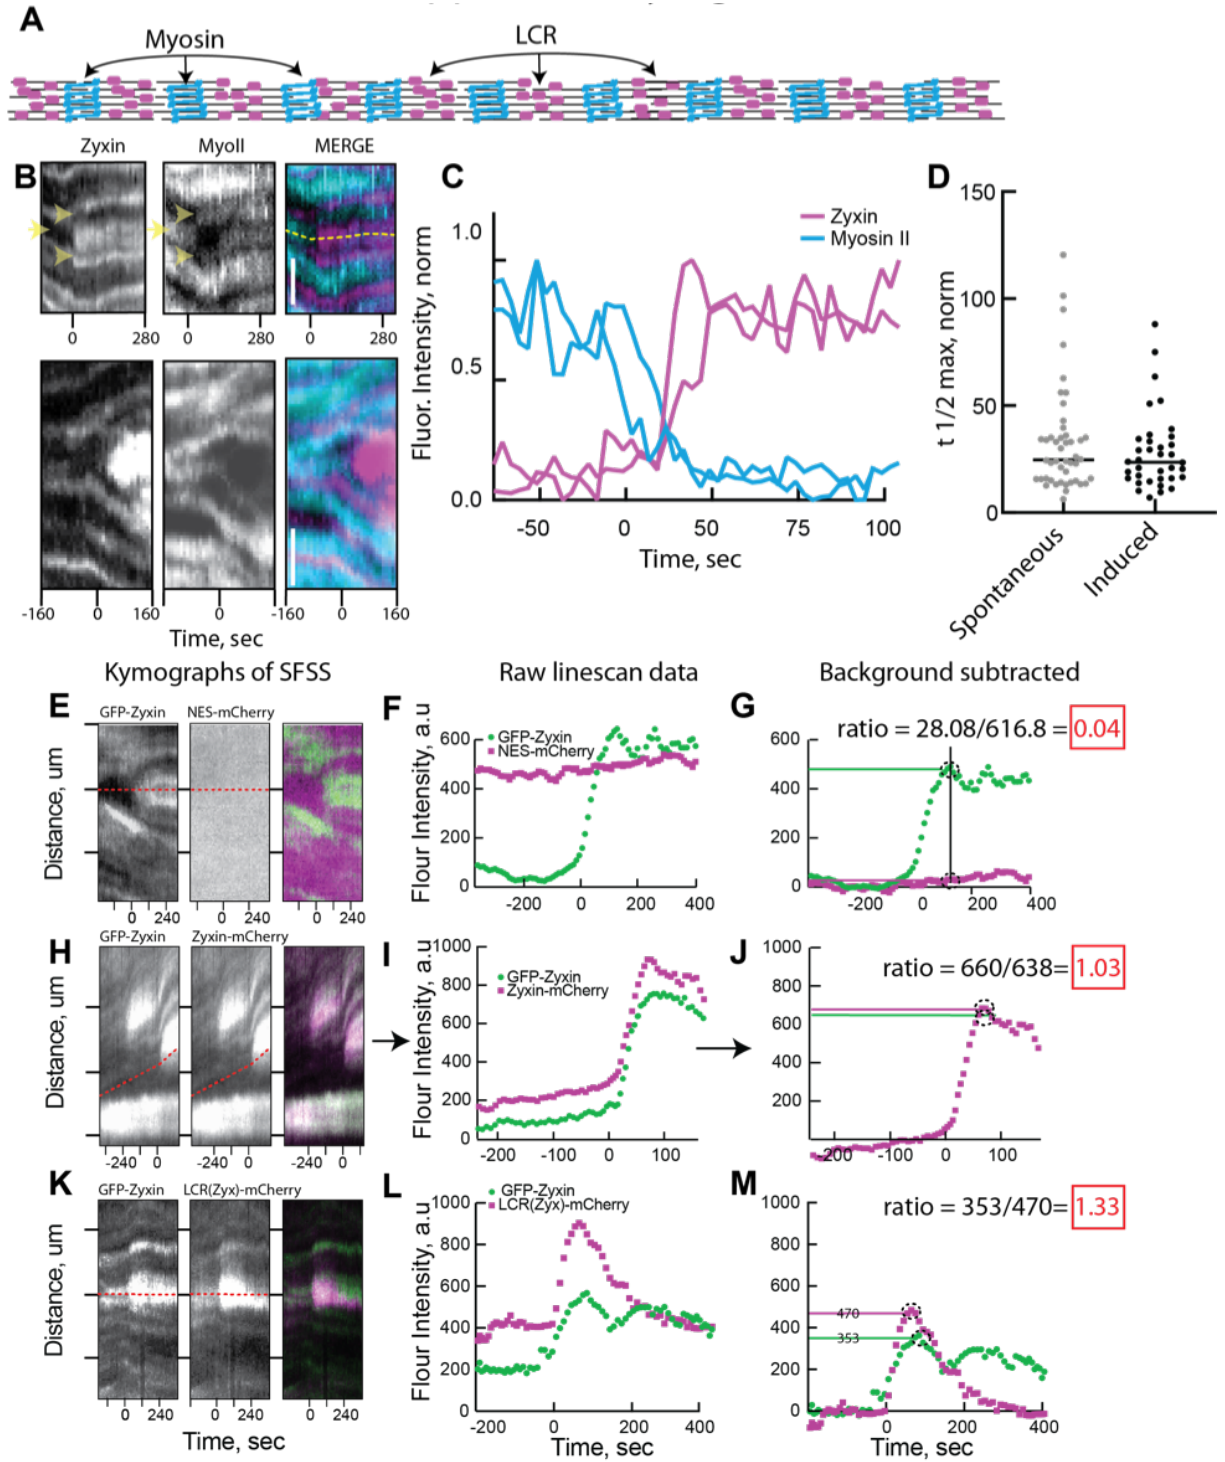 A
Myosin
LCR
B
Zyxin
MyoII
MERGE
0
280
0
280
0
280
-160
0
160
-160
0
160
Time, sec
C
Zyxin
Myosin II
Fluor. Intensity, norm
1.0
0.5
0.0
-50
0
50
75
100
Time, sec
D
t 1/2 max, norm
150
100
50
0
Spontaneous
Induced
Kymographs of SFSS
Raw linescan data
Background subtracted
E
GFP-Zyxin
NES-mCherry
Distance, um
0
240
0
240
0
240
F
Flour Intensity, a.u
GFP-Zyxin
NES-mCherry
600
400
200
0
-200
0
200
400
G
ratio = 28.08/616.8 = 0.04
600
400
200
0
-200
0
200
400
H
GFP-Zyxin
Zyxin-mCherry
Distance, um
-240
0
-240
0
-240
0
I
Flour Intensity, a.u
GFP-Zyxin
Zyxin-mCherry
1000
800
600
400
200
0
-200
-100
0
100
J
ratio = 660/638= 1.03
1000
800
600
400
200
-200
-100
0
100
K
GFP-Zyxin
LCR(Zyx)-mCherry
Distance, um
0
240
0
240
0
240
Time, sec
L
Flour Intensity, a.u
GFP-Zyxin
LCR(Zyx)-mCherry
1000
800
600
400
200
0
-200
0
200
400
Time, sec
M
ratio = 353/470= 1.33
1000
800
600
400
200
0
470
353
0
200
400
Time, sec